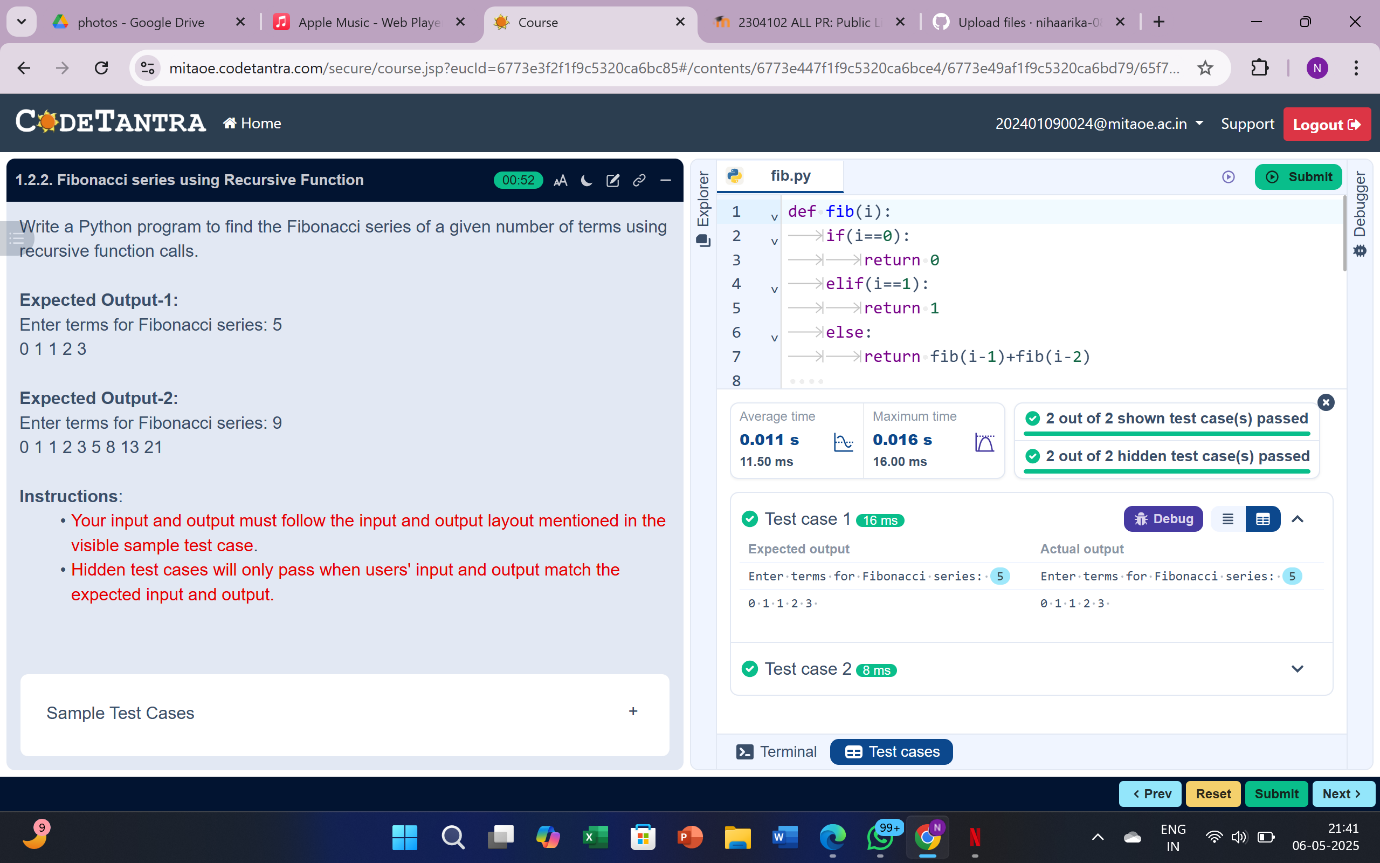 photos - Google Drive
Apple Music - Web Playe
Course
2304102 ALL PR: Public L
Upload files · nihaarika-0
mitaoe.codetantra.com/secure/course.jsp?eucId=6773e3f2f1f9c5320ca6bc85#/contents/6773e447f1f9c5320ca6bce4/6773e49af1f9c5320ca6bd79/65f7...
N
CODETANTRA
Home
202401090024@mitaoe.ac.in
Support
Logout
1.2.2. Fibonacci series using Recursive Function
00:52
AA
Write a Python program to find the Fibonacci series of a given number of terms using
recursive function calls.
Expected Output-1:
Enter terms for Fibonacci series: 5
0 1 1 2 3
Expected Output-2:
Enter terms for Fibonacci series: 9
0 1 1 2 3 5 8 13 21
Instructions:
• Your input and output must follow the input and output layout mentioned in the
visible sample test case.
• Hidden test cases will only pass when users' input and output match the
expected input and output.
Sample Test Cases
+
Explorer
fib.py
Submit
Debugger
1 def fib(i):
2 if(i==0):
3 return 0
4 elif(i==1):
5 return 1
6 else:
7 return fib(i-1)+fib(i-2)
8
Average time
0.011 s
11.50 ms
Maximum time
0.016 s
16.00 ms
2 out of 2 shown test case(s) passed
2 out of 2 hidden test case(s) passed
Test case 1 16 ms
Debug
Expected output
Actual output
Enter·terms·for·Fibonacci·series:· 5
Enter·terms·for·Fibonacci·series:· 5
0·1·1·2·3·
0·1·1·2·3·
Test case 2 8 ms
Terminal
Test cases
< Prev
Reset
Submit
Next >
9
99+
N
ENG
IN
21:41
06-05-2025